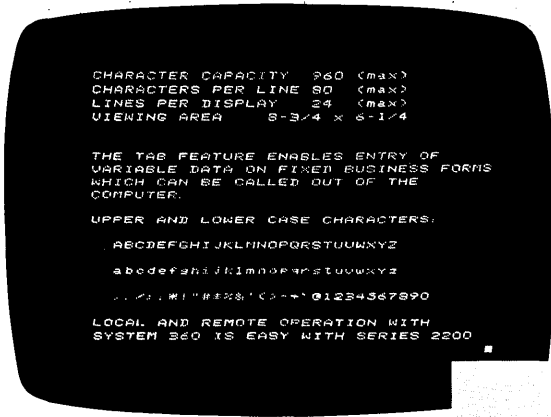 CHARACTER CAPACITY 960 (max)
CHARACTERS PER LINE 80 (max)
LINES PER DISPLAY 24 (max)
VIEWING AREA 8-3/4 x 6-1/4
THE TAB FEATURE ENABLES ENTRY OF
VARIABLE DATA ON FIXED BUSINESS FORMS
WHICH CAN BE CALLED OUT OF THE
COMPUTER.
UPPER AND LOWER CASE CHARACTERS:
ABCDEFGHIJKLMNOPQRSTUVWXYZ
abcdefghijklmnopqrstuvwxyz
@1234567890
LOCAL AND REMOTE OPERATION WITH
SYSTEM 360 IS EASY WITH SERIES 2200